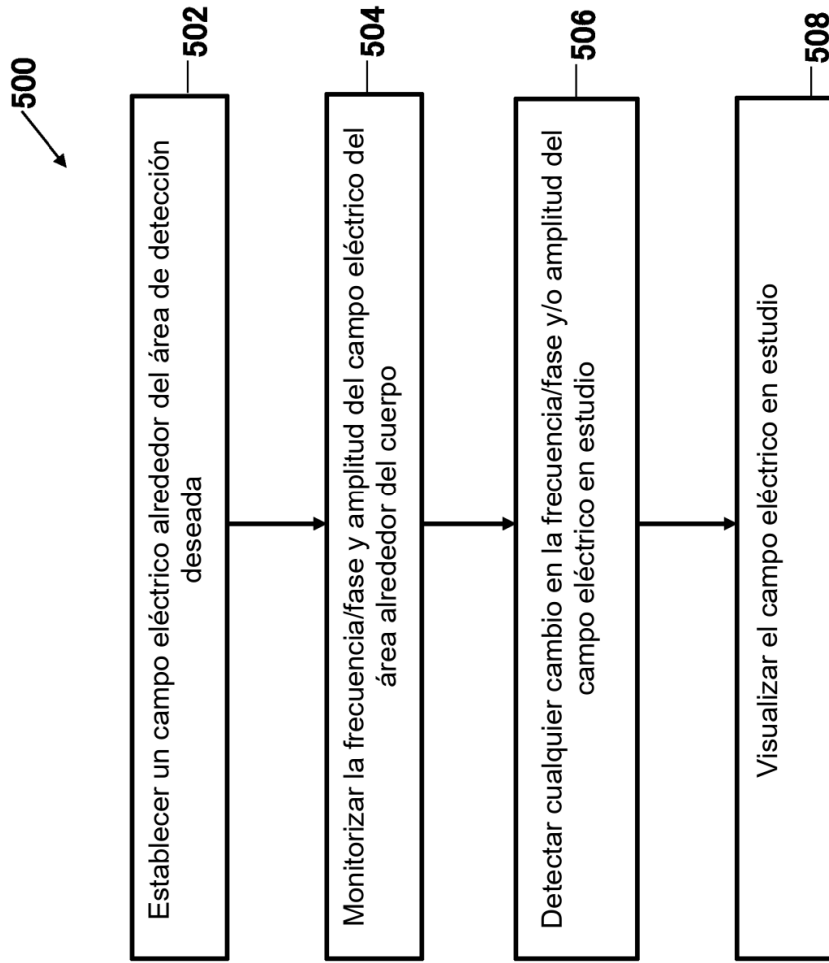 500
Establecer un campo eléctrico alrededor del área de detección
deseada
502
Monitorizar la frecuencia/fase y amplitud del campo eléctrico del
área alrededor del cuerpo
504
Detectar cualquier cambio en la frecuencia/fase y/o amplitud del
campo eléctrico en estudio
506
Visualizar el campo eléctrico en estudio
508